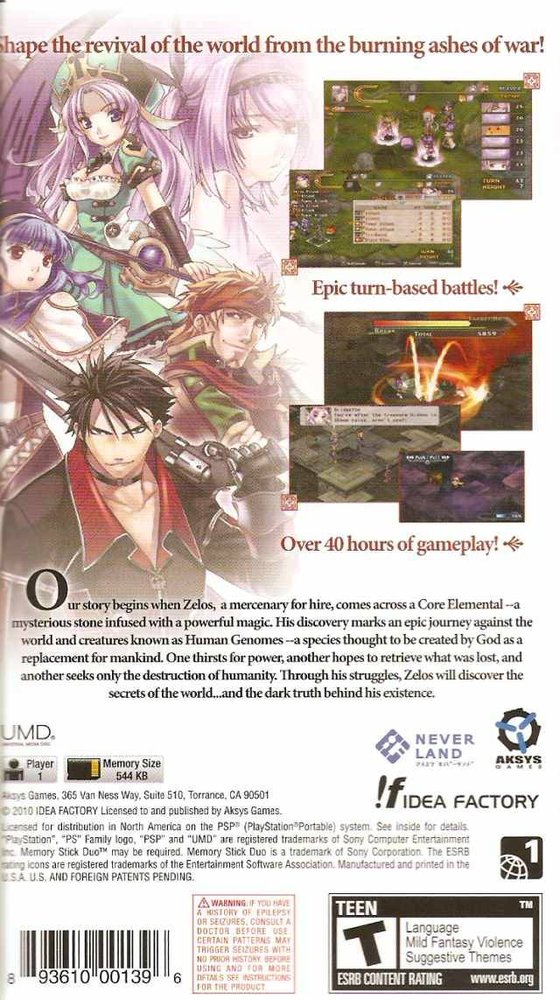 Shape the revival of the world from the burning ashes of war!
Epic turn-based battles!
TOTAL
Over 40 hours of gameplay!
Our story begins when Zelos, a mercenary for hire, comes across a Core Elemental --a
mysterious stone infused with a powerful magic. His discovery marks an epic journey against the
world and creatures known as Human Genomes --a species thought to be created by God as a
replacement for mankind. One thirsts for power, another hopes to retrieve what was lost, and
another seeks only the destruction of humanity. Through his struggles, Zelos will discover the
secrets of the world...and the dark truth behind his existence.
UMD®
UNIVERSAL MEDIA DISC
Player
1
Memory Size
544 KB
NEVER
LAND
AKSYS
GAMES
!f IDEA FACTORY
Aksys Games, 365 Van Ness Way, Suite 510, Torrance, CA 90501
© 2010 IDEA FACTORY Licensed to and published by Aksys Games.
Licensed for distribution in North America on the PSP® (PlayStation®Portable) system. See inside for details.
"PlayStation", "PS" Family logo, "PSP" and "UMD" are registered trademarks of Sony Computer Entertainment
Inc. Memory Stick Duo™ may be required. Memory Stick Duo is a trademark of Sony Corporation. The ESRB
rating icons are registered trademarks of the Entertainment Software Association. Manufactured and printed in the
U.S.A. U.S. AND FOREIGN PATENTS PENDING.
1
8 93610 00139 6
WARNING: IF YOU HAVE
A HISTORY OF EPILEPSY
OR SEIZURES, CONSULT A
DOCTOR BEFORE USE.
CERTAIN PATTERNS MAY
TRIGGER SEIZURES WITH
NO PRIOR HISTORY. BEFORE
USING AND FOR MORE
DETAILS SEE INSTRUCTIONS
FOR THE PRODUCT.
TEEN TM
T
Language
Mild Fantasy Violence
Suggestive Themes
ESRB CONTENT RATING www.esrb.org